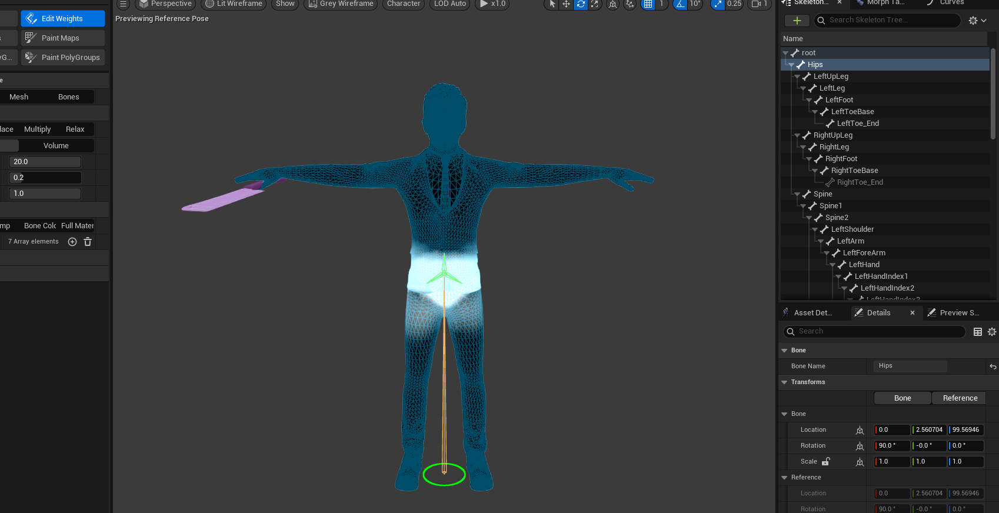 Perspective Lit Wireframe Show Grey Wireframe Character LOD Auto x1.0 1 10° 0.25 1
Previewing Reference Pose
Edit Weights
Paint Maps
Paint PolyGroups
Mesh Bones
Multiply Relax
Volume
20.0
0.2
1.0
Bone Colo Full Mater
7 Array elements
Skeleton... × Morph Ta... Curves
Search Skeleton Tree...
Name
root
Hips
LeftUpLeg
LeftLeg
LeftFoot
LeftToeBase
LeftToe_End
RightUpLeg
RightLeg
RightFoot
RightToeBase
RightToe_End
Spine
Spine1
Spine2
LeftShoulder
LeftArm
LeftForeArm
LeftHand
LeftHandIndex1
LeftHandIndex2
LeftHandIndex3
Asset Det... Details × Preview S...
Search
Bone
Bone Name Hips
Transforms
Bone Reference
Bone
Location 0.0 2.560704 99.56946
Rotation 90.0 ° -0.0 ° 0.0 °
Scale 1.0 1.0 1.0
Reference
Location 0.0 2.560704 99.56946
Rotation 90.0 ° -0.0 ° 0.0 °